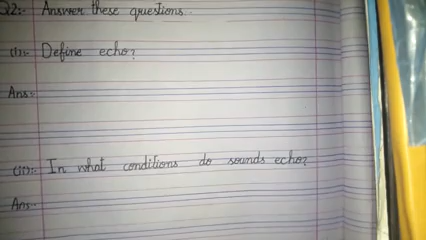 Q2:- Answer these questions.
(i):- Define echo?
Ans:-
(ii):- In what conditions do sounds echo?
Ans:-